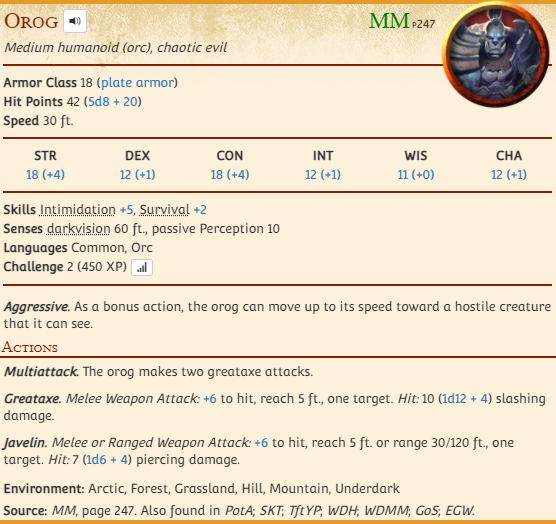 Orog
MM p247
Medium humanoid (orc), chaotic evil
Armor Class 18 (plate armor)
Hit Points 42 (5d8 + 20)
Speed 30 ft.
STR DEX CON INT WIS CHA
18 (+4) 12 (+1) 18 (+4) 12 (+1) 11 (+0) 12 (+1)
Skills Intimidation +5, Survival +2
Senses darkvision 60 ft., passive Perception 10
Languages Common, Orc
Challenge 2 (450 XP)
Aggressive. As a bonus action, the orog can move up to its speed toward a hostile creature
that it can see.
Actions
Multiattack. The orog makes two greataxe attacks.
Greataxe. Melee Weapon Attack: +6 to hit, reach 5 ft., one target. Hit: 10 (1d12 + 4) slashing
damage.
Javelin. Melee or Ranged Weapon Attack: +6 to hit, reach 5 ft. or range 30/120 ft., one
target. Hit: 7 (1d6 + 4) piercing damage.
Environment: Arctic, Forest, Grassland, Hill, Mountain, Underdark
Source: MM, page 247. Also found in PotA; SKT; TftYP; WDH; WDMM; GoS; EGW.